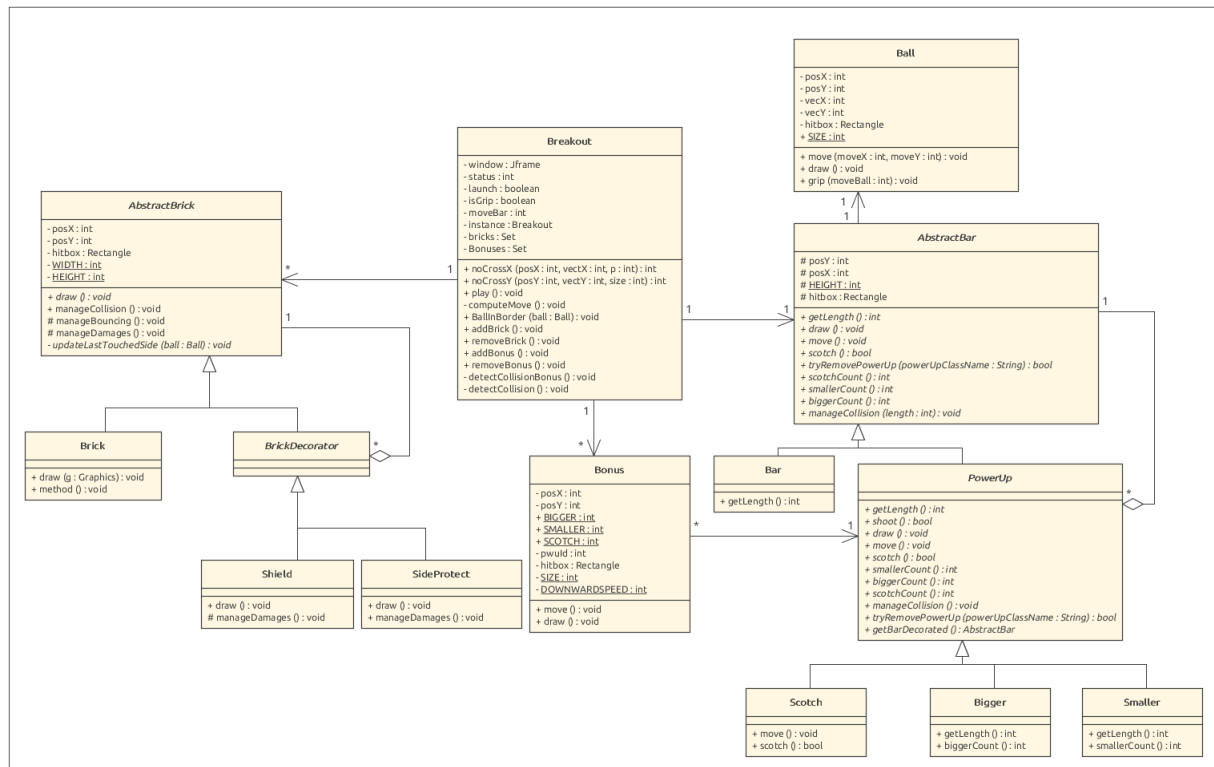 Ball
- posX : int
- posY : int
- vecX : int
- vecY : int
- hitbox : Rectangle
+ SIZE : int
+ move (moveX : int, moveY : int) : void
+ draw () : void
+ grip (moveBall : int) : void
Breakout
- window : Jframe
- status : int
- launch : boolean
- isGrip : boolean
- moveBar : int
- instance : Breakout
- bricks : Set
- Bonuses : Set
+ noCrossX (posX : int, vectX : int, p : int) : int
+ noCrossY (posY : int, vectY : int, size : int) : int
+ play () : void
- computeMove () : void
+ BallInBorder (ball : Ball) : void
+ addBrick () : void
+ removeBrick () : void
+ addBonus () : void
+ removeBonus () : void
- detectCollisionBonus () : void
- detectCollision () : void
AbstractBrick
- posX : int
- posY : int
- hitbox : Rectangle
- WIDTH : int
- HEIGHT : int
+ draw () : void
+ manageCollision () : void
# manageBouncing () : void
# manageDamages () : void
- updateLastTouchedSide (ball : Ball) : void
*
1
1
1
1
1
1
AbstractBar
# posY : int
# posX : int
# HEIGHT : int
# hitbox : Rectangle
+ getLength () : int
+ draw () : void
+ move () : void
+ scotch () : bool
+ tryRemovePowerUp (powerUpClassName : String) : bool
+ scotchCount () : int
+ smallerCount () : int
+ biggerCount () : int
+ manageCollision (length : int) : void
1
1
*
Brick
+ draw (g : Graphics) : void
+ method () : void
BrickDecorator
*
Bonus
- posX : int
- posY : int
+ BIGGER : int
+ SMALLER : int
+ SCOTCH : int
- pwuId : int
- hitbox : Rectangle
- SIZE : int
- DOWNWARDSPEED : int
+ move () : void
+ draw () : void
*
1
Bar
+ getLength () : int
PowerUp
+ getLength () : int
+ shoot () : bool
+ draw () : void
+ move () : void
+ scotch () : bool
+ smallerCount () : int
+ biggerCount () : int
+ scotchCount () : int
+ manageCollision () : void
+ tryRemovePowerUp (powerUpClassName : String) : bool
+ getBarDecorated () : AbstractBar
*
Shield
+ draw () : void
# manageDamages () : void
SideProtect
+ draw () : void
+ manageDamages () : void
Scotch
+ move () : void
+ scotch () : bool
Bigger
+ getLength () : int
+ biggerCount () : int
Smaller
+ getLength () : int
+ smallerCount () : int